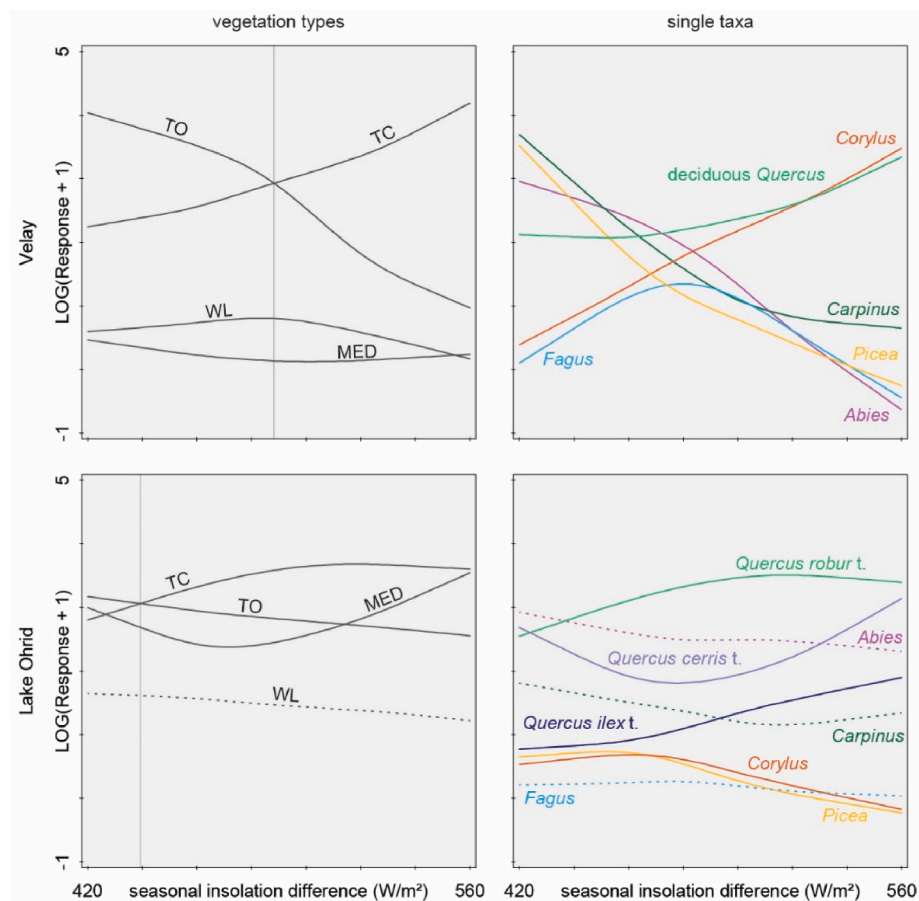 vegetation types
single taxa
5
TO
TC
WL
MED
-1
Velay
LOG(Response + 1)
Corylus
deciduous Quercus
Carpinus
Picea
Fagus
Abies
5
TC
TO
MED
WL
-1
Lake Ohrid
LOG(Response + 1)
Quercus robur t.
Abies
Quercus cerris t.
Quercus ilex t.
Carpinus
Corylus
Fagus
Picea
420 seasonal insolation difference (W/m²) 560
420 seasonal insolation difference (W/m²) 560